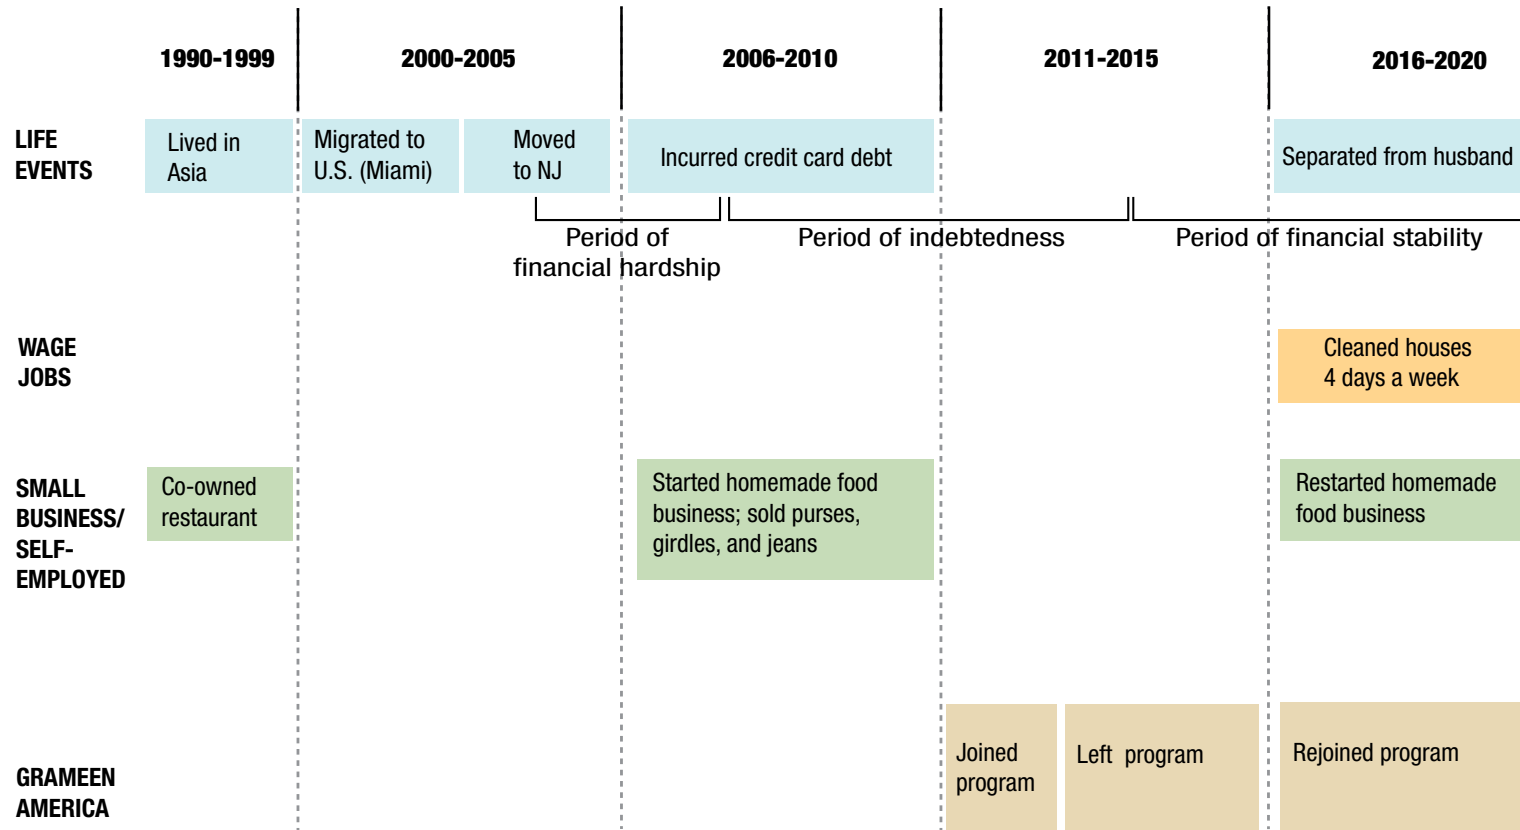 1990-1999
2000-2005
2006-2010
2011-2015
2016-2020
LIFE
EVENTS
Lived in
Asia
Migrated to
U.S. (Miami)
Moved
to NJ
Incurred credit card debt
Separated from husband
Period of
financial hardship
Period of indebtedness
Period of financial stability
WAGE
JOBS
Cleaned houses
4 days a week
SMALL
BUSINESS/
SELF-
EMPLOYED
Co-owned
restaurant
Started homemade food
business; sold purses,
girdles, and jeans
Restarted homemade
food business
GRAMEEN
AMERICA
Joined
program
Left program
Rejoined program